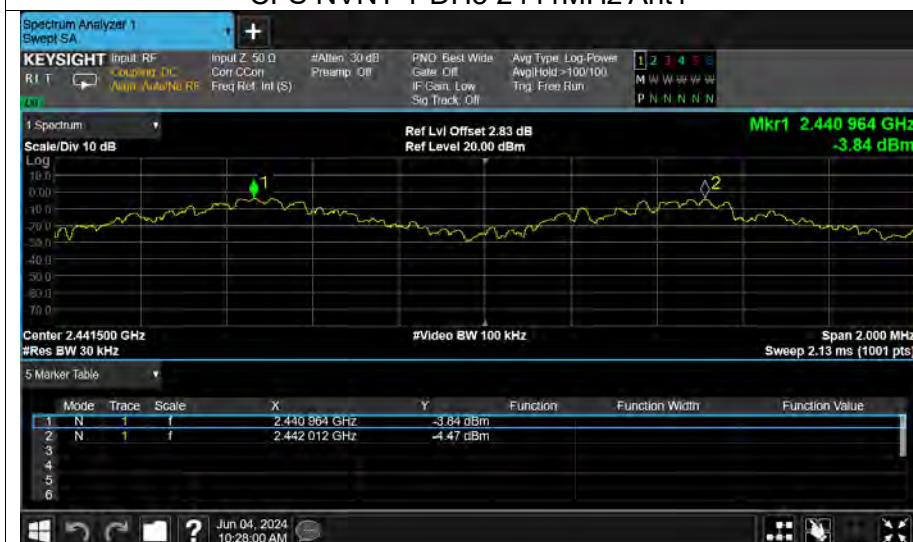 Spectrum Analyzer 1
Swept SA
+
KEYSIGHT Input: RF
Input Z: 50 Ω
#Atten: 30 dB
PNO: Best Wide
Avg Type: Log-Power
1 2 3 4 5 6
RL T
Coupling: DC
Corr CCorr
Preamp: Off
Gate: Off
Avg|Hold >100/100
M W W W W W
Align: Auto/No RF
Freq Ref: Int (S)
IF Gain: Low
Trig: Free Run
Sig Track: Off
P N N N N N
1 Spectrum
Ref Lvl Offset 2.83 dB
Mkr1 2.440 964 GHz
Scale/Div 10 dB
Ref Level 20.00 dBm
-3.84 dBm
Log
10.0
0.00
-10.0
-20.0
-30.0
-40.0
-50.0
-60.0
-70.0
1
2
Center 2.441500 GHz
#Video BW 100 kHz
Span 2.000 MHz
#Res BW 30 kHz
Sweep 2.13 ms (1001 pts)
5 Marker Table
Mode Trace Scale X Y Function Function Width Function Value
1 N 1 f 2.440 964 GHz -3.84 dBm
2 N 1 f 2.442 012 GHz -4.47 dBm
3
4
5
6
?
Jun 04, 2024
10:28:00 AM